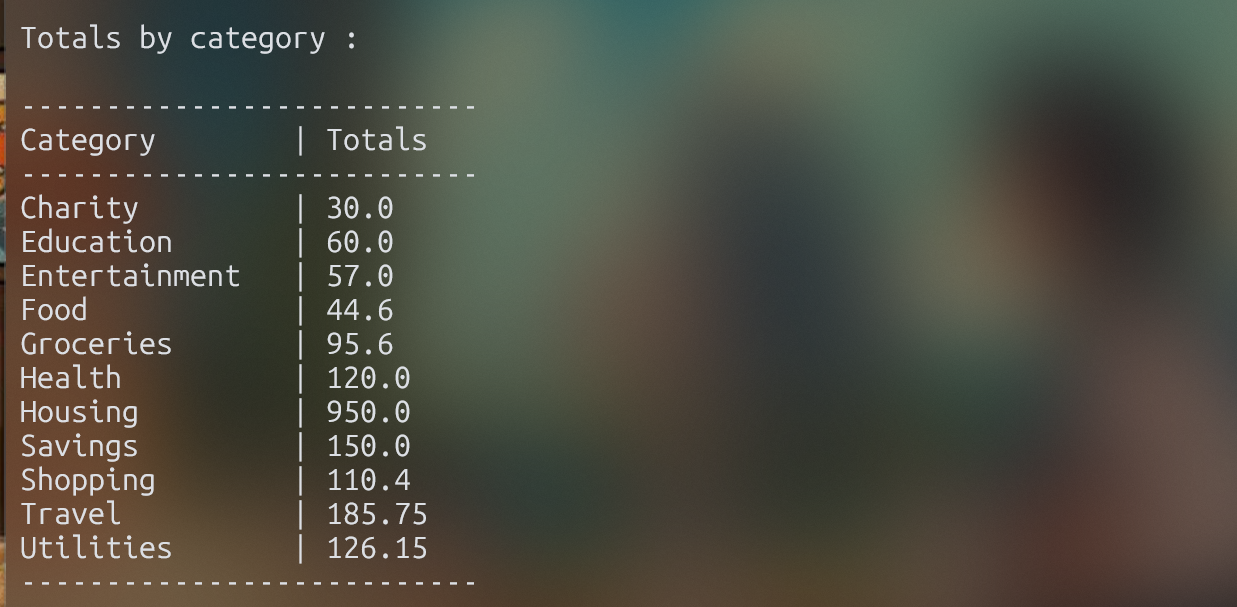 Totals by category :
---------------------------
Category        | Totals
---------------------------
Charity         | 30.0
Education       | 60.0
Entertainment   | 57.0
Food            | 44.6
Groceries       | 95.6
Health          | 120.0
Housing         | 950.0
Savings         | 150.0
Shopping        | 110.4
Travel          | 185.75
Utilities       | 126.15
---------------------------